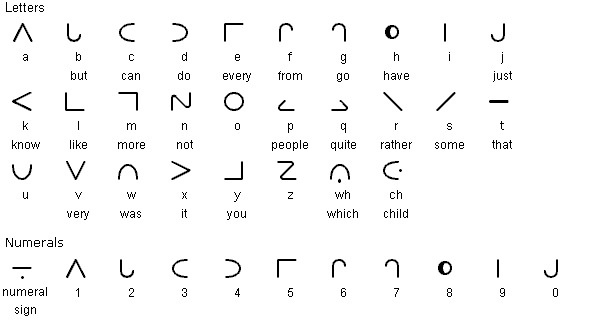 Letters
a b c d e f g h i j
but can do every from go have just
k l m n o p q r s t
know like more not people quite rather some that
u v w x y z wh ch
very was it you which child
Numerals
numeral 1 2 3 4 5 6 7 8 9 0
sign